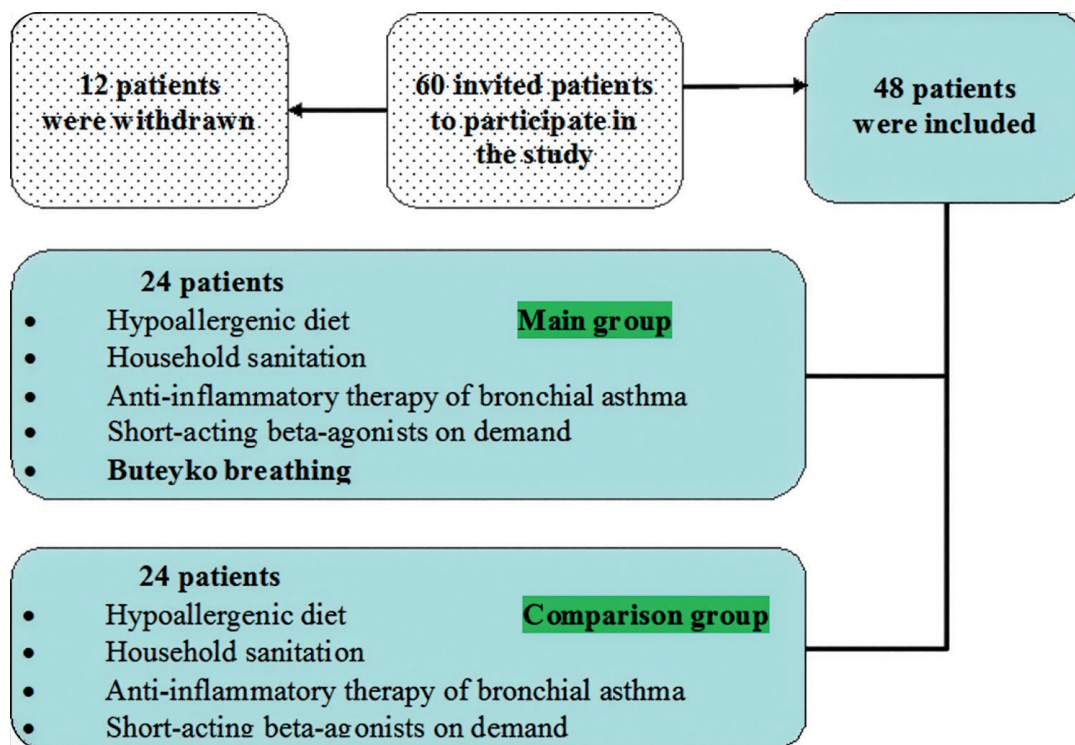 12 patients
were withdrawn
60 invited patients
to participate in
the study
48 patients
were included
24 patients
• Hypoallergenic diet
Main group
• Household sanitation
• Anti-inflammatory therapy of bronchial asthma
• Short-acting beta-agonists on demand
• Buteyko breathing
24 patients
• Hypoallergenic diet
Comparison group
• Household sanitation
• Anti-inflammatory therapy of bronchial asthma
• Short-acting beta-agonists on demand